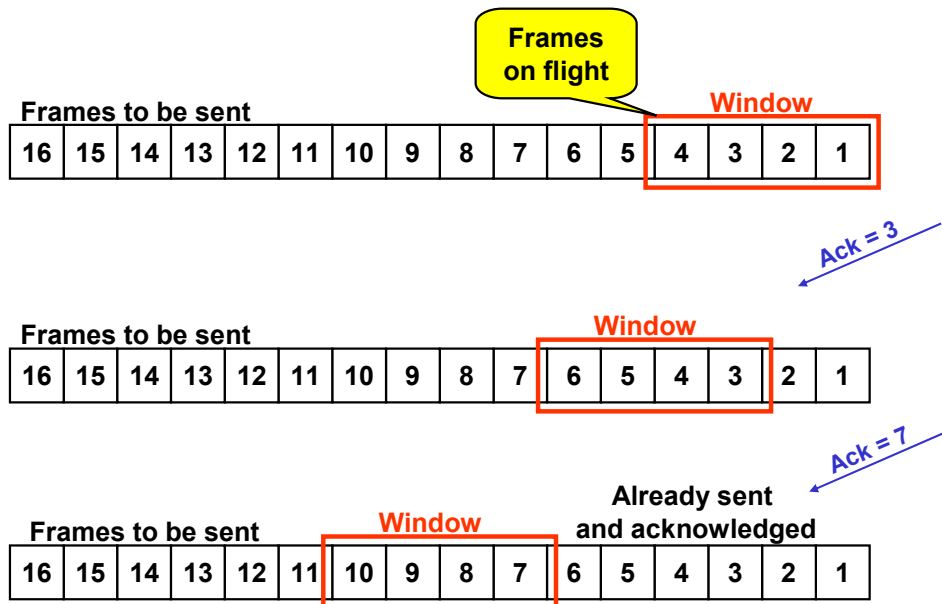 Frames
on flight
Frames to be sent
Window
16 15 14 13 12 11 10 9 8 7 6 5 4 3 2 1
Ack = 3
Frames to be sent
Window
16 15 14 13 12 11 10 9 8 7 6 5 4 3 2 1
Ack = 7
Already sent
and acknowledged
Frames to be sent
Window
16 15 14 13 12 11 10 9 8 7 6 5 4 3 2 1